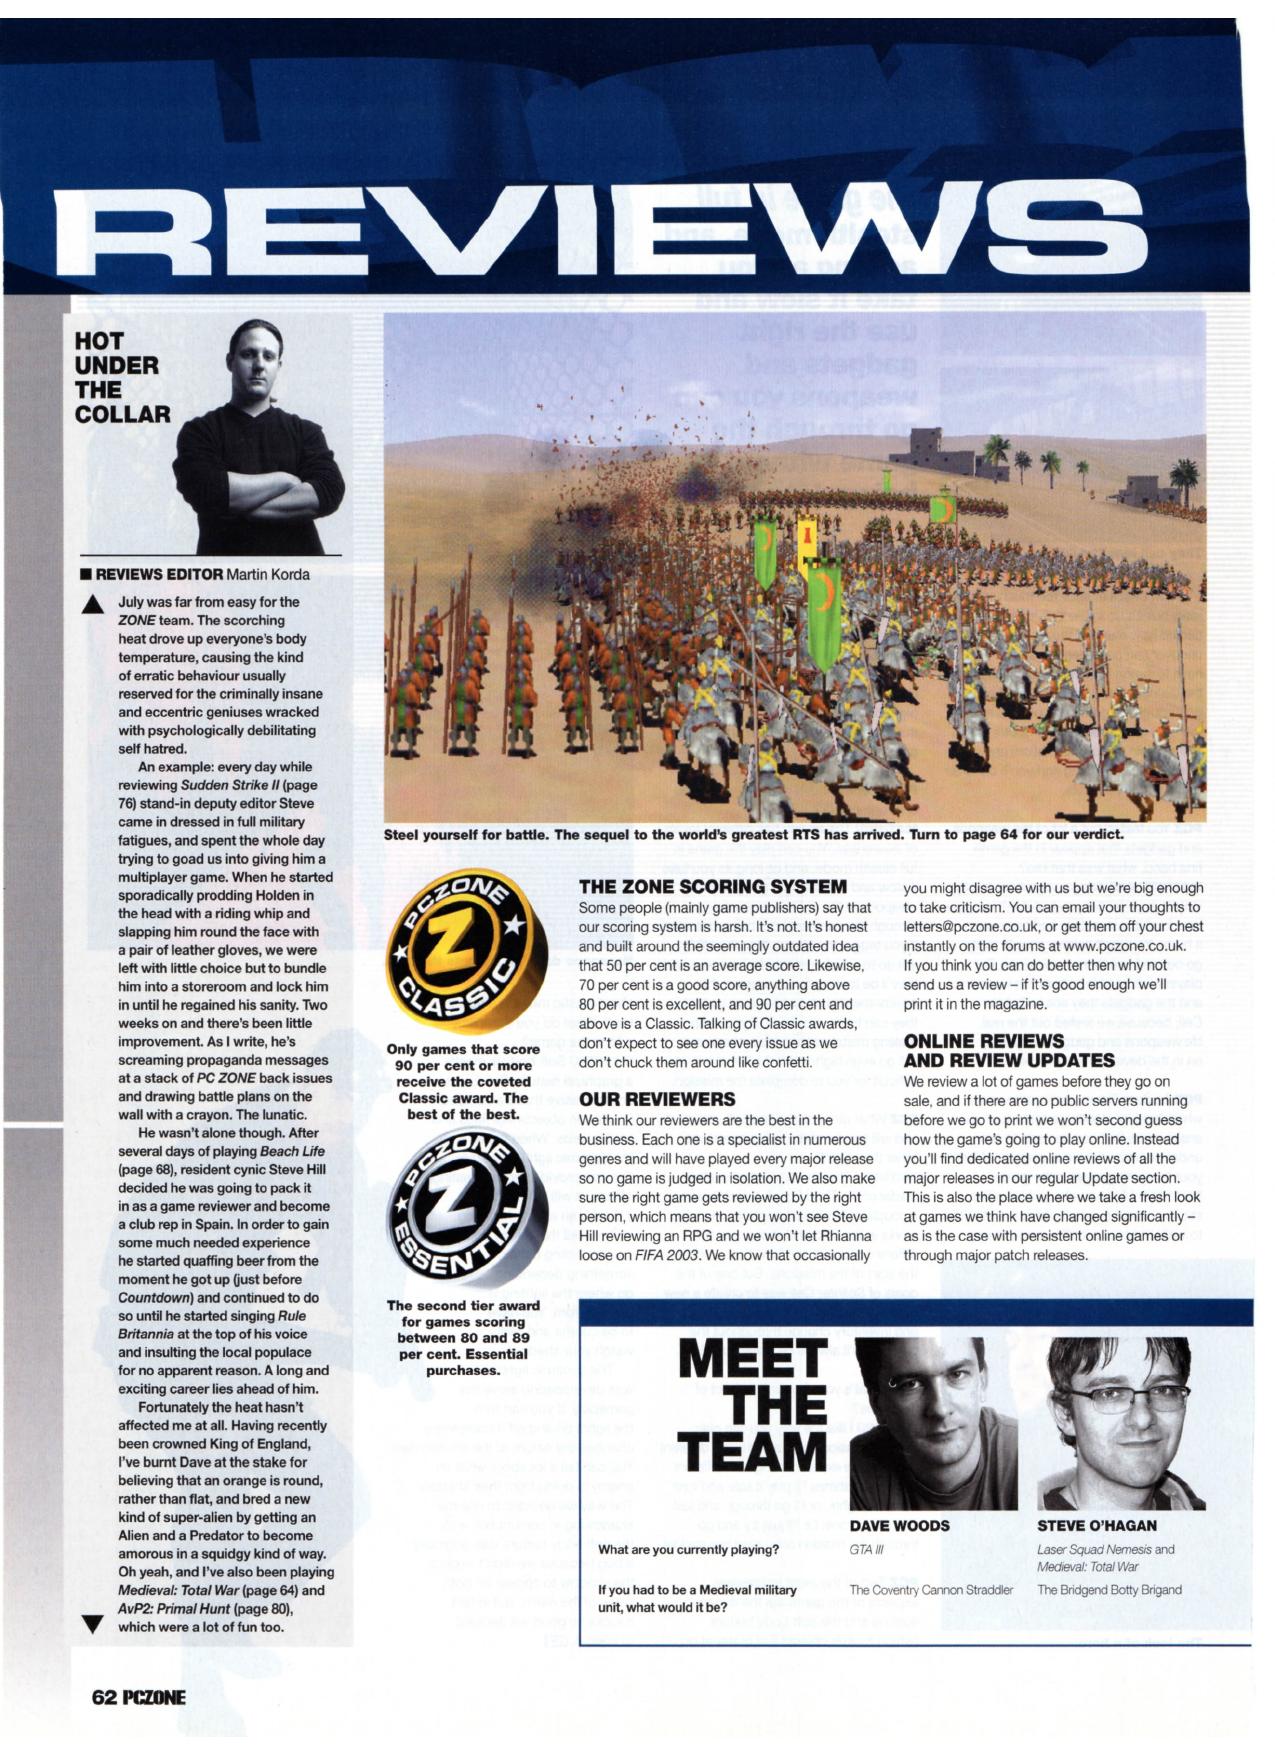 REVIEWS
HOT
UNDER
THE
COLLAR
■ REVIEWS EDITOR Martin Korda
▲ July was far from easy for the
ZONE team. The scorching
heat drove up everyone's body
temperature, causing the kind
of erratic behaviour usually
reserved for the criminally insane
and eccentric geniuses wracked
with psychologically debilitating
self hatred.
An example: every day while
reviewing Sudden Strike II (page
76) stand-in deputy editor Steve
came in dressed in full military
fatigues, and spent the whole day
trying to goad us into giving him a
multiplayer game. When he started
sporadically prodding Holden in
the head with a riding whip and
slapping him round the face with
a pair of leather gloves, we were
left with little choice but to bundle
him into a storeroom and lock him
in until he regained his sanity. Two
weeks on and there's been little
improvement. As I write, he's
screaming propaganda messages
at a stack of PC ZONE back issues
and drawing battle plans on the
wall with a crayon. The lunatic.
He wasn't alone though. After
several days of playing Beach Life
(page 68), resident cynic Steve Hill
decided he was going to pack it
in as a game reviewer and become
a club rep in Spain. In order to gain
some much needed experience
he started quaffing beer from the
moment he got up (just before
Countdown) and continued to do
so until he started singing Rule
Britannia at the top of his voice
and insulting the local populace
for no apparent reason. A long and
exciting career lies ahead of him.
Fortunately the heat hasn't
affected me at all. Having recently
been crowned King of England,
I've burnt Dave at the stake for
believing that an orange is round,
rather than flat, and bred a new
kind of super-alien by getting an
Alien and a Predator to become
amorous in a squidgy kind of way.
Oh yeah, and I've also been playing
Medieval: Total War (page 64) and
AvP2: Primal Hunt (page 80),
▼ which were a lot of fun too.
Steel yourself for battle. The sequel to the world's greatest RTS has arrived. Turn to page 64 for our verdict.
PCZONE
Z
CLASSIC
Only games that score
90 per cent or more
receive the coveted
Classic award. The
best of the best.
PCZONE
Z
ESSENTIAL
The second tier award
for games scoring
between 80 and 89
per cent. Essential
purchases.
THE ZONE SCORING SYSTEM
Some people (mainly game publishers) say that
our scoring system is harsh. It's not. It's honest
and built around the seemingly outdated idea
that 50 per cent is an average score. Likewise,
70 per cent is a good score, anything above
80 per cent is excellent, and 90 per cent and
above is a Classic. Talking of Classic awards,
don't expect to see one every issue as we
don't chuck them around like confetti.
OUR REVIEWERS
We think our reviewers are the best in the
business. Each one is a specialist in numerous
genres and will have played every major release
so no game is judged in isolation. We also make
sure the right game gets reviewed by the right
person, which means that you won't see Steve
Hill reviewing an RPG and we won't let Rhianna
loose on FIFA 2003. We know that occasionally
you might disagree with us but we're big enough
to take criticism. You can email your thoughts to
letters@pczone.co.uk, or get them off your chest
instantly on the forums at www.pczone.co.uk.
If you think you can do better then why not
send us a review – if it's good enough we'll
print it in the magazine.
ONLINE REVIEWS
AND REVIEW UPDATES
We review a lot of games before they go on
sale, and if there are no public servers running
before we go to print we won't second guess
how the game's going to play online. Instead
you'll find dedicated online reviews of all the
major releases in our regular Update section.
This is also the place where we take a fresh look
at games we think have changed significantly –
as is the case with persistent online games or
through major patch releases.
MEET
THE
TEAM
DAVE WOODS
STEVE O'HAGAN
What are you currently playing?
GTA III
Laser Squad Nemesis and
Medieval: Total War
If you had to be a Medieval military
unit, what would it be?
The Coventry Cannon Straddler
The Bridgend Botty Brigand
62 PCZONE